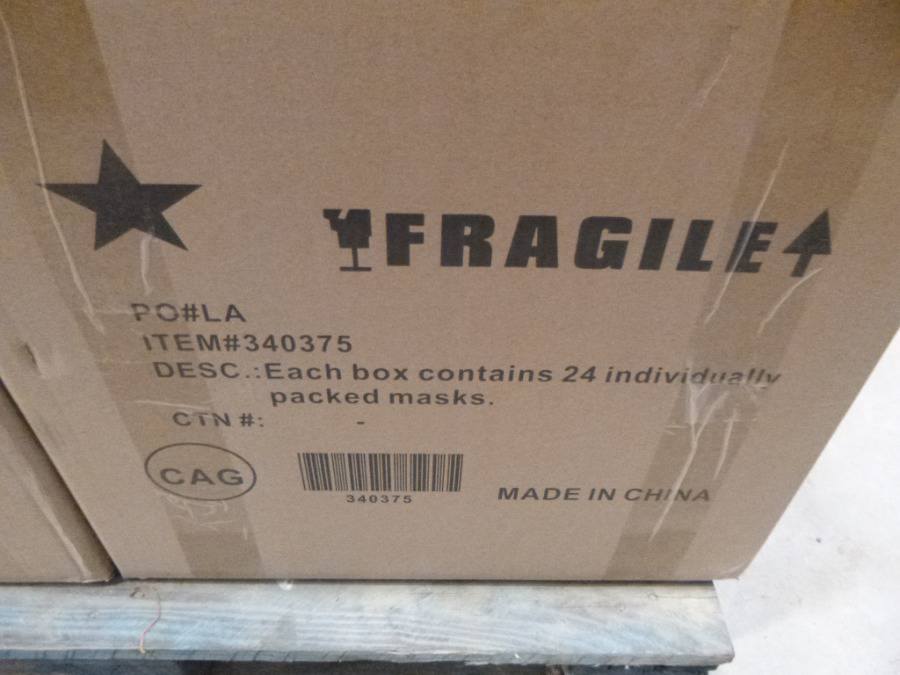 FRAGILE
PO#LA
ITEM#340375
DESC.:Each box contains 24 individually
packed masks.
CTN #: -
CAG
340375
MADE IN CHINA